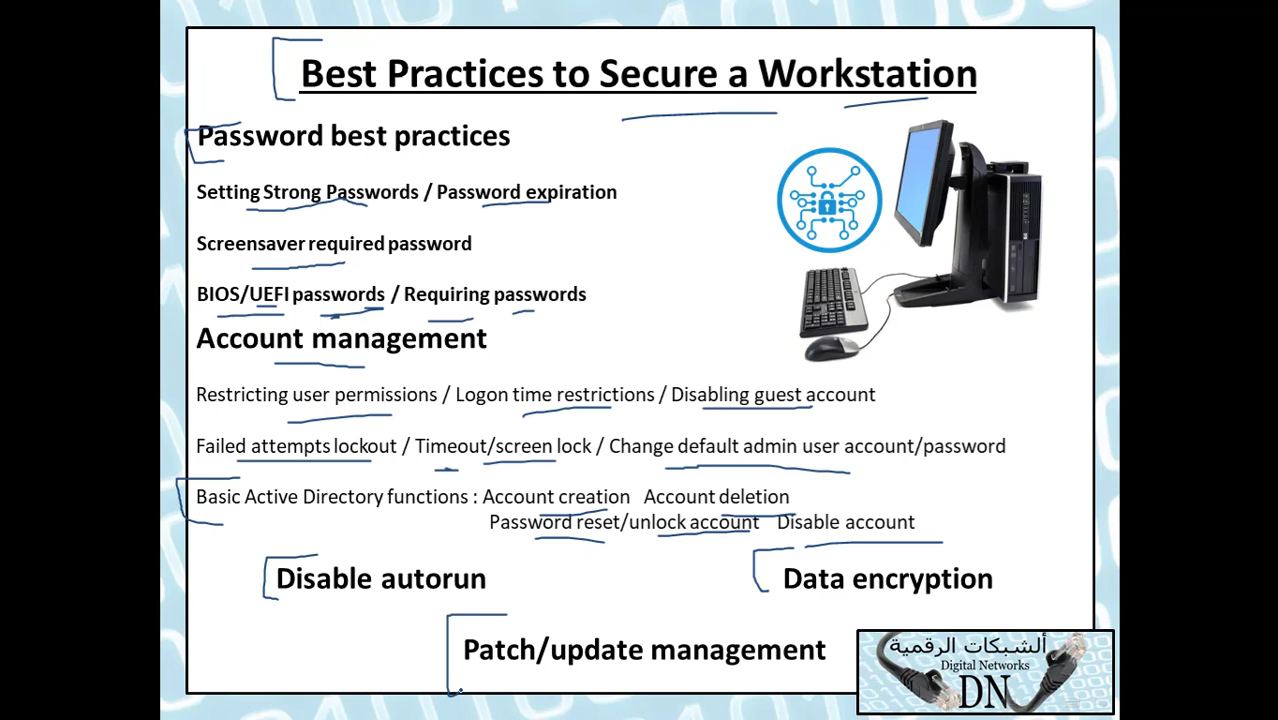 Best Practices to Secure a Workstation
Password best practices
Setting Strong Passwords / Password expiration
Screensaver required password
BIOS/UEFI passwords / Requiring passwords
Account management
Restricting user permissions / Logon time restrictions / Disabling guest account
Failed attempts lockout / Timeout/screen lock / Change default admin user account/password
Basic Active Directory functions : Account creation Account deletion
Password reset/unlock account Disable account
Disable autorun
Data encryption
Patch/update management
ألشبكات الرقمية
Digital Networks
DN